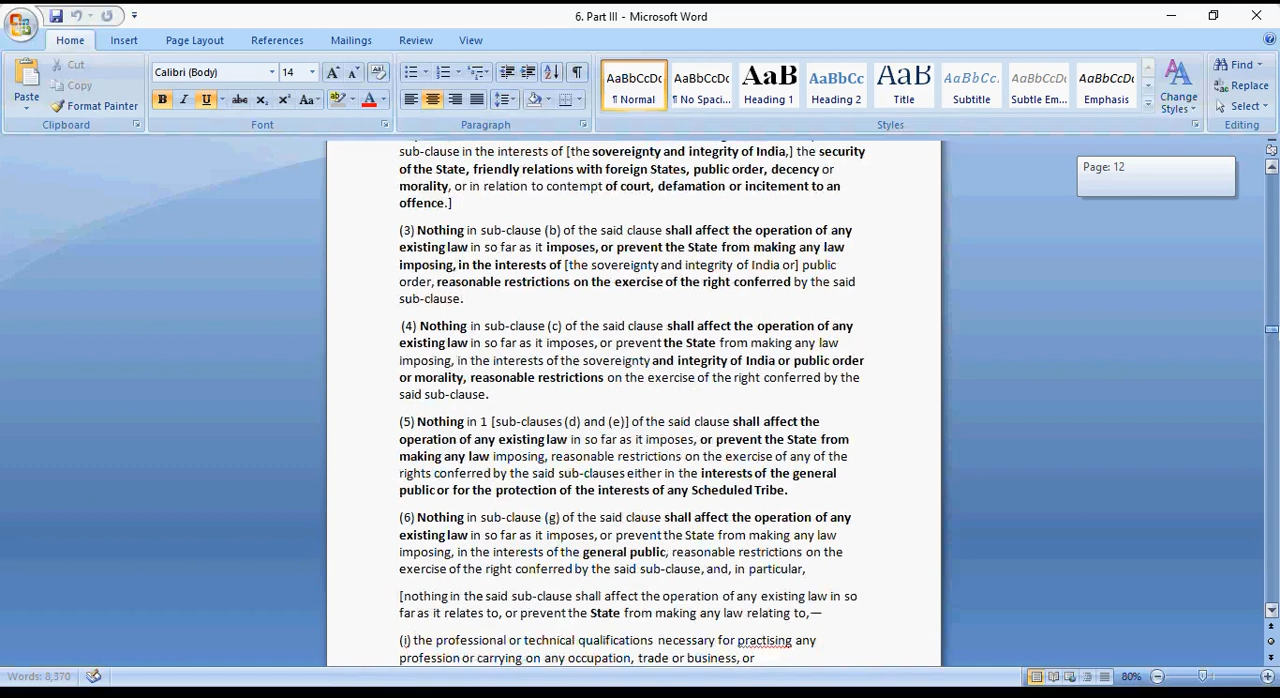 6. Part III - Microsoft Word
Home Insert Page Layout References Mailings Review View
Paste
Cut
Copy
Format Painter
Clipboard
Calibri (Body) 14
B I U abc X₂ X² Aa
Font
Paragraph
AaBbCcDc AaBbCcDc AaB AaBbCc AaB AaBbCc. AaBbCcDc AaBbCcDc
¶ Normal ¶ No Spaci... Heading 1 Heading 2 Title Subtitle Subtle Em... Emphasis
Change
Styles
Styles
Find
Replace
Select
Editing
Page: 12
sub-clause in the interests of [the sovereignty and integrity of India,] the security
of the State, friendly relations with foreign States, public order, decency or
morality, or in relation to contempt of court, defamation or incitement to an
offence.]
(3) Nothing in sub-clause (b) of the said clause shall affect the operation of any
existing law in so far as it imposes, or prevent the State from making any law
imposing, in the interests of [the sovereignty and integrity of India or] public
order, reasonable restrictions on the exercise of the right conferred by the said
sub-clause.
(4) Nothing in sub-clause (c) of the said clause shall affect the operation of any
existing law in so far as it imposes, or prevent the State from making any law
imposing, in the interests of the sovereignty and integrity of India or public order
or morality, reasonable restrictions on the exercise of the right conferred by the
said sub-clause.
(5) Nothing in 1 [sub-clauses (d) and (e)] of the said clause shall affect the
operation of any existing law in so far as it imposes, or prevent the State from
making any law imposing, reasonable restrictions on the exercise of any of the
rights conferred by the said sub-clauses either in the interests of the general
public or for the protection of the interests of any Scheduled Tribe.
(6) Nothing in sub-clause (g) of the said clause shall affect the operation of any
existing law in so far as it imposes, or prevent the State from making any law
imposing, in the interests of the general public, reasonable restrictions on the
exercise of the right conferred by the said sub-clause, and, in particular,
[nothing in the said sub-clause shall affect the operation of any existing law in so
far as it relates to, or prevent the State from making any law relating to,—
(i) the professional or technical qualifications necessary for practising any
profession or carrying on any occupation, trade or business, or
Words: 8,370
80%